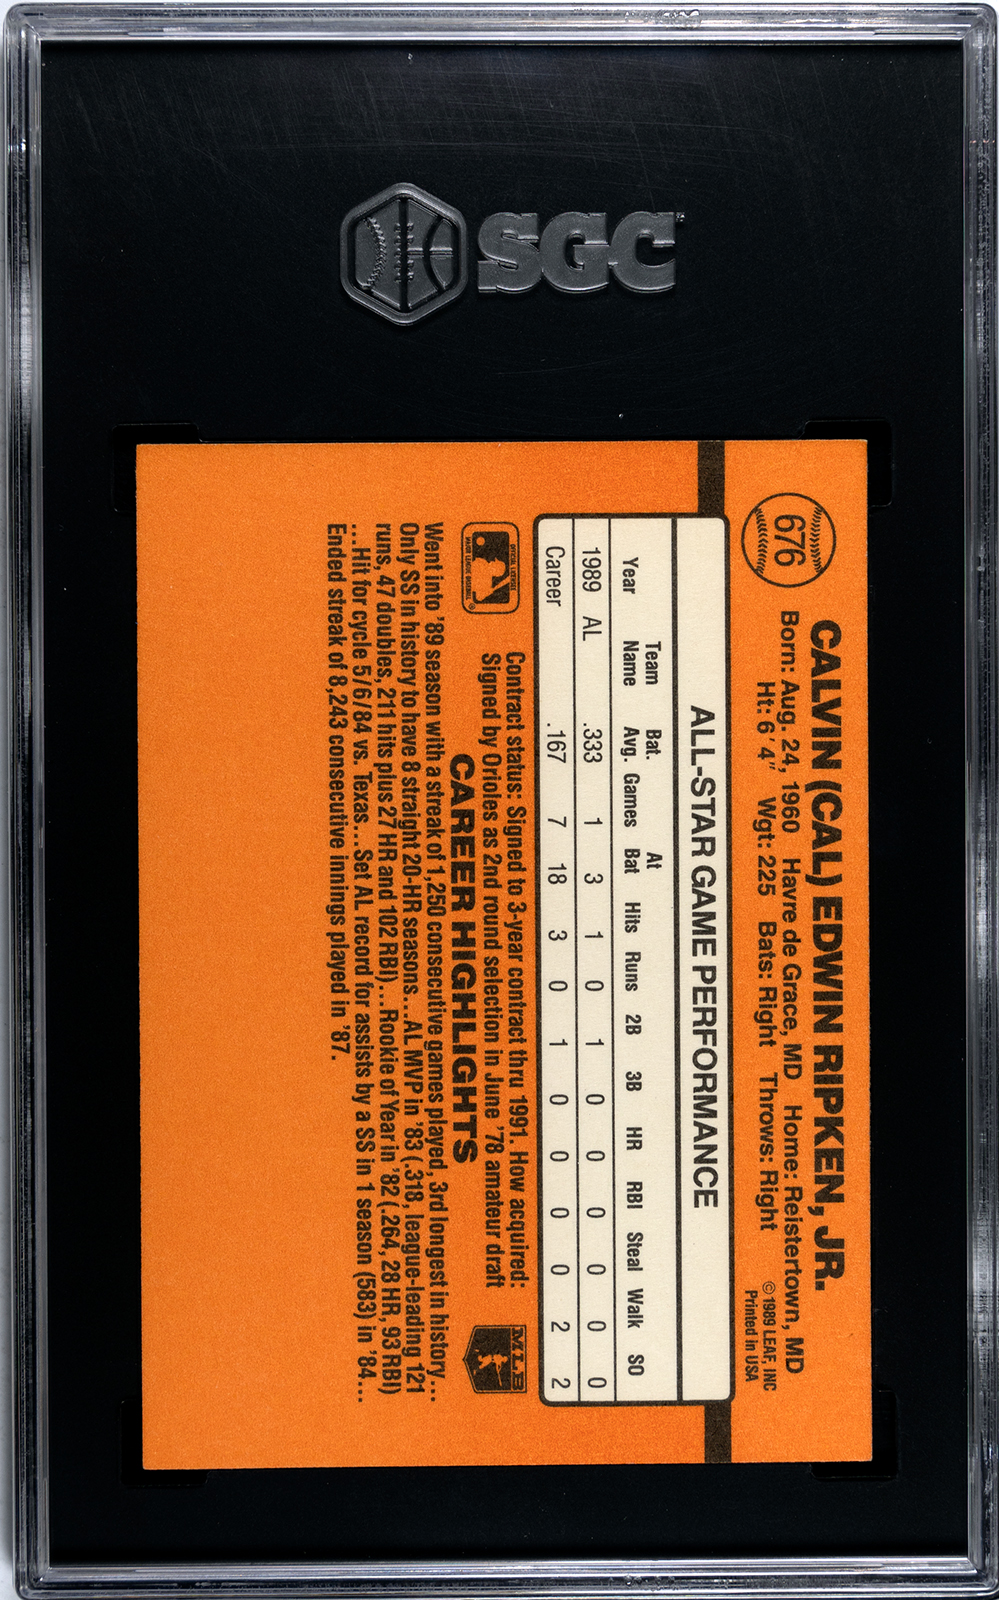 SGC
676
CALVIN (CAL) EDWIN RIPKEN, JR.
Born: Aug. 24, 1960 Havre de Grace, MD Home: Reistertown, MD
Ht: 6'4" Wgt: 225 Bats: Right Throws: Right
© 1989 LEAF, INC
Printed in USA
ALL-STAR GAME PERFORMANCE
Year Team Name Bat. Avg. Games At Bat Hits Runs 2B 3B HR RBI Steal Walk SO
1989 AL .333 1 3 1 0 1 0 0 0 0 0 0
Career .167 7 18 3 0 1 0 0 0 0 2 2
OFFICIAL LICENSEE
MAJOR LEAGUE BASEBALL
Contract status: Signed to 3-year contract thru 1991. How acquired:
Signed by Orioles as 2nd round selection in June '78 amateur draft
MLB
CAREER HIGHLIGHTS
Went into '89 season with a streak of 1,250 consecutive games played, 3rd longest in history...
Only SS in history to have 8 straight 20-HR seasons...AL MVP in '83 (.318, league-leading 121
runs, 47 doubles, 211 hits plus 27 HR and 102 RBI)...Rookie of Year in '82 (.264, 28 HR, 93 RBI)
...Hit for cycle 5/6/84 vs. Texas...Set AL record for assists by a SS in 1 season (583) in '84...
Ended streak of 8,243 consecutive innings played in '87.